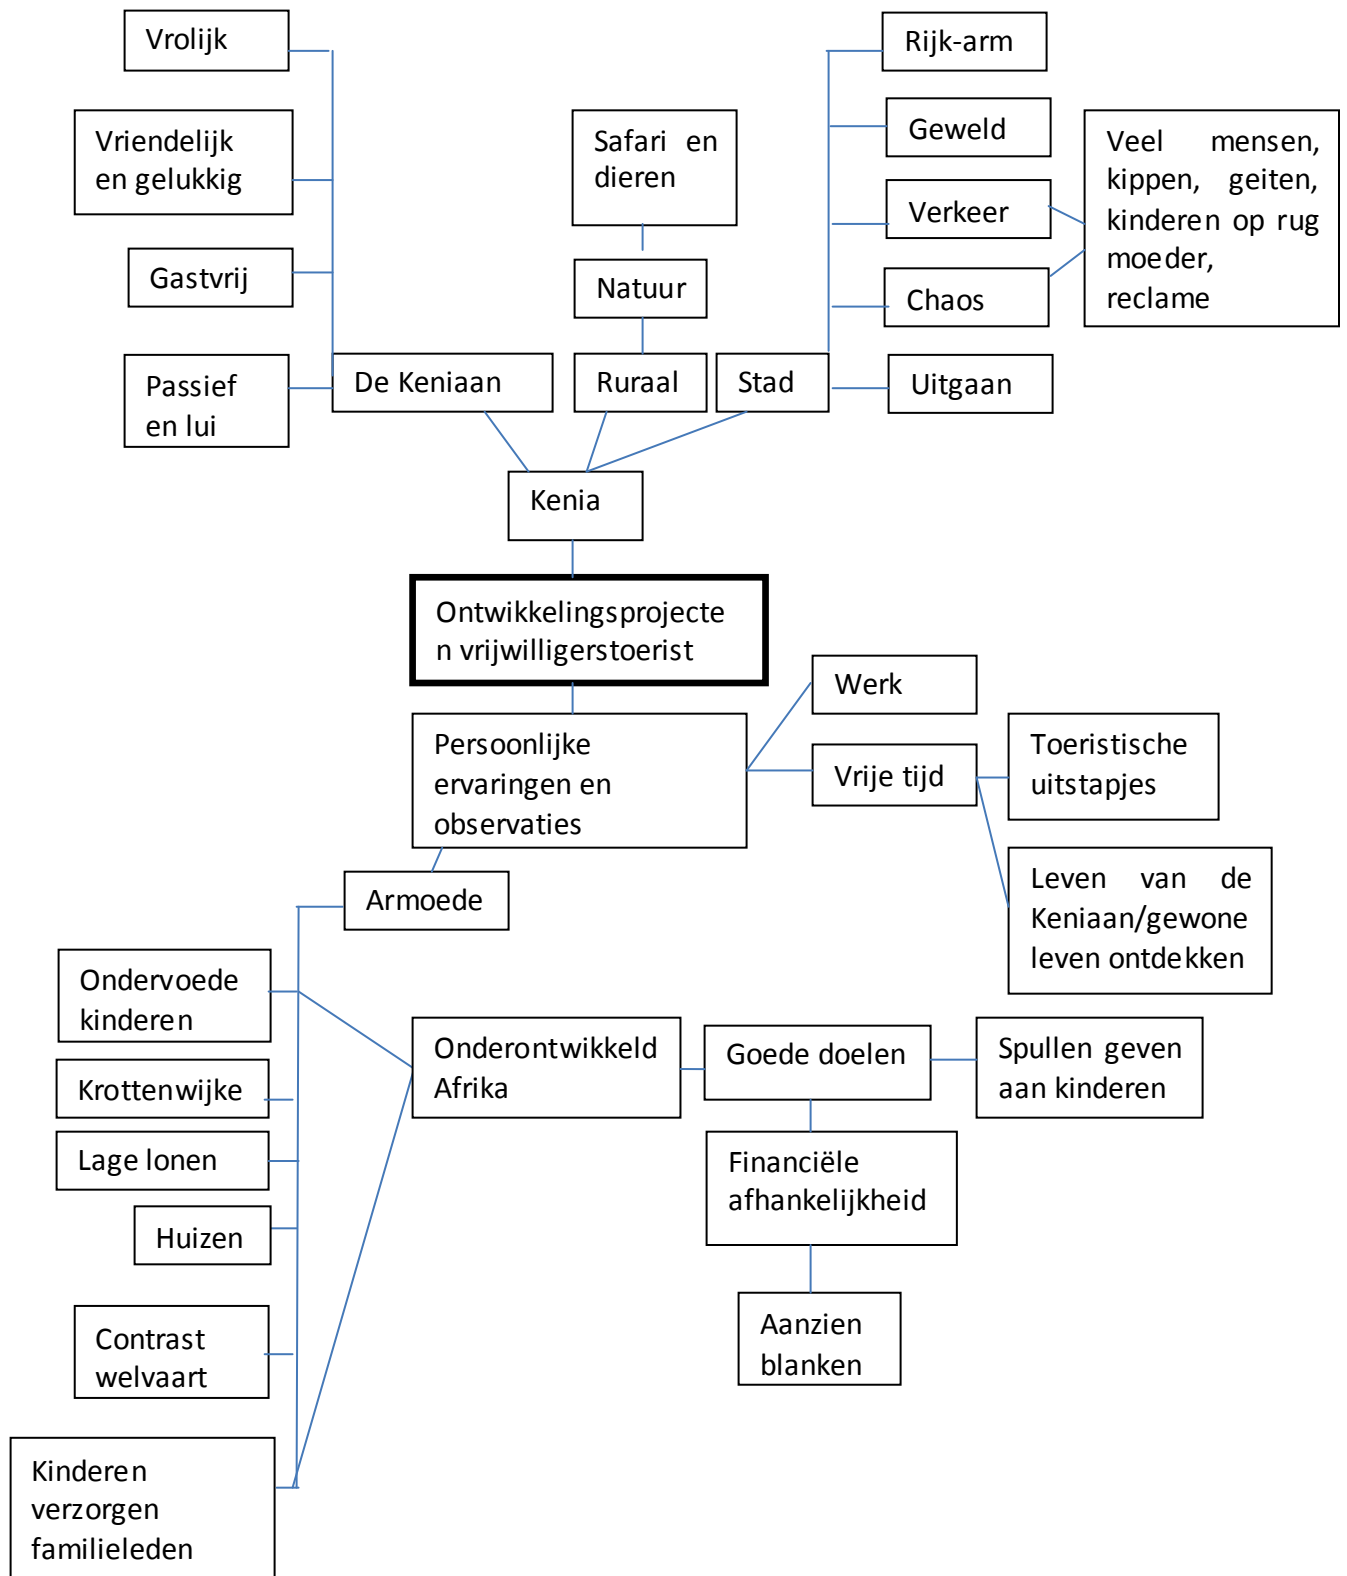 Vrolijk
Rijk-arm
Vriendelijk
en gelukkig
Safari en
dieren
Geweld
Veel mensen,
kippen, geiten,
kinderen op rug
moeder,
reclame
Verkeer
Gastvrij
Natuur
Chaos
Passief
en lui
De Keniaan
Ruraal
Stad
Uitgaan
Kenia
Ontwikkelingsprojecte
n vrijwilligerstoerist
Persoonlijke
ervaringen en
observaties
Werk
Vrije tijd
Toeristische
uitstapjes
Leven van de
Keniaan/gewone
leven ontdekken
Armoede
Ondervoede
kinderen
Krottenwijke
Lage lonen
Huizen
Contrast
welvaart
Kinderen
verzorgen
familieleden
Onderontwikkeld
Afrika
Goede doelen
Spullen geven
aan kinderen
Financiële
afhankelijkheid
Aanzien
blanken